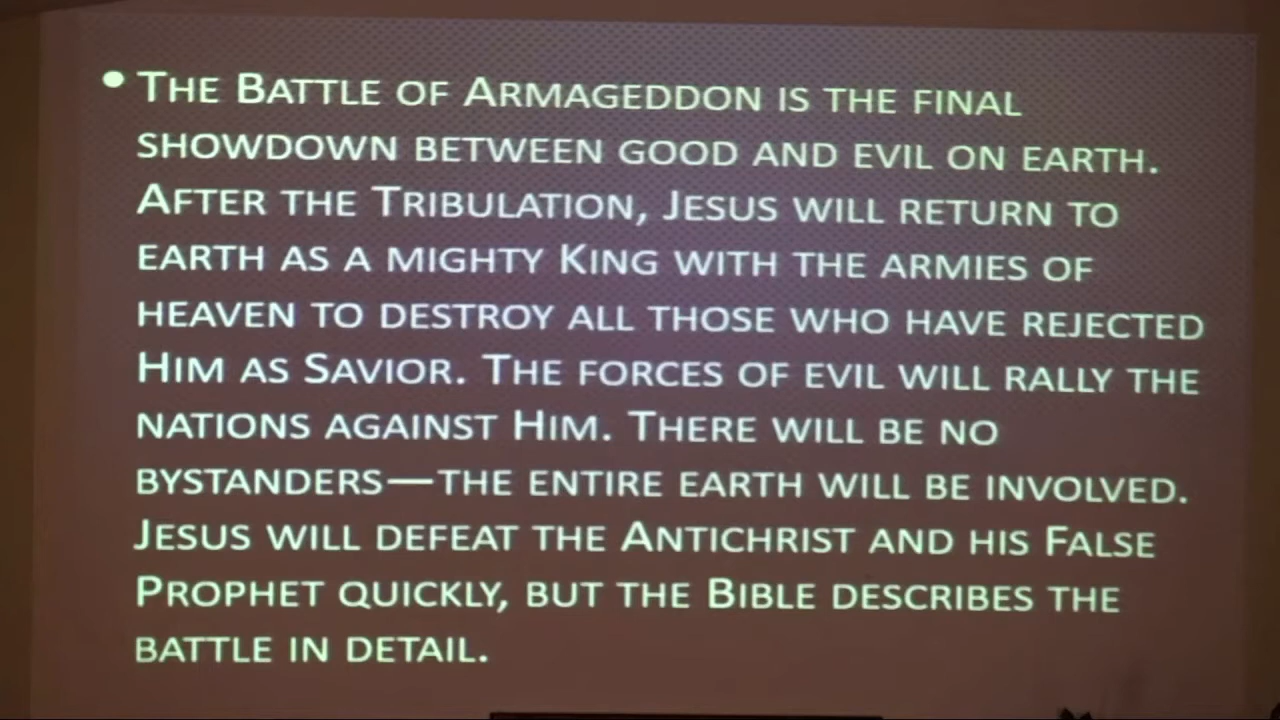 • The Battle of Armageddon is the final
showdown between good and evil on earth.
After the Tribulation, Jesus will return to
earth as a mighty King with the armies of
heaven to destroy all those who have rejected
Him as Savior. The forces of evil will rally the
nations against Him. There will be no
bystanders—the entire earth will be involved.
Jesus will defeat the Antichrist and his False
Prophet quickly, but the Bible describes the
battle in detail.